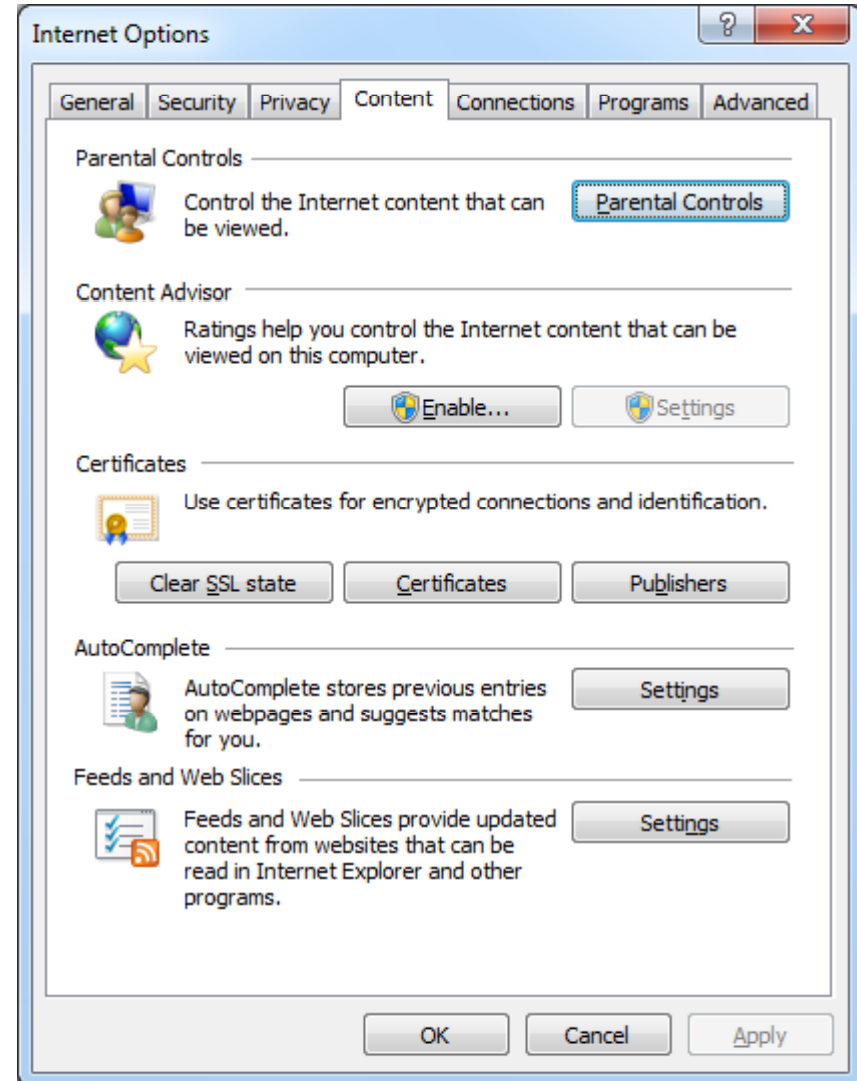 Internet Options
General Security Privacy Content Connections Programs Advanced
Parental Controls
Control the Internet content that can
be viewed.
Parental Controls
Content Advisor
Ratings help you control the Internet content that can be
viewed on this computer.
Enable...
Settings
Certificates
Use certificates for encrypted connections and identification.
Clear SSL state
Certificates
Publishers
AutoComplete
AutoComplete stores previous entries
on webpages and suggests matches
for you.
Settings
Feeds and Web Slices
Feeds and Web Slices provide updated
content from websites that can be
read in Internet Explorer and other
programs.
Settings
OK
Cancel
Apply